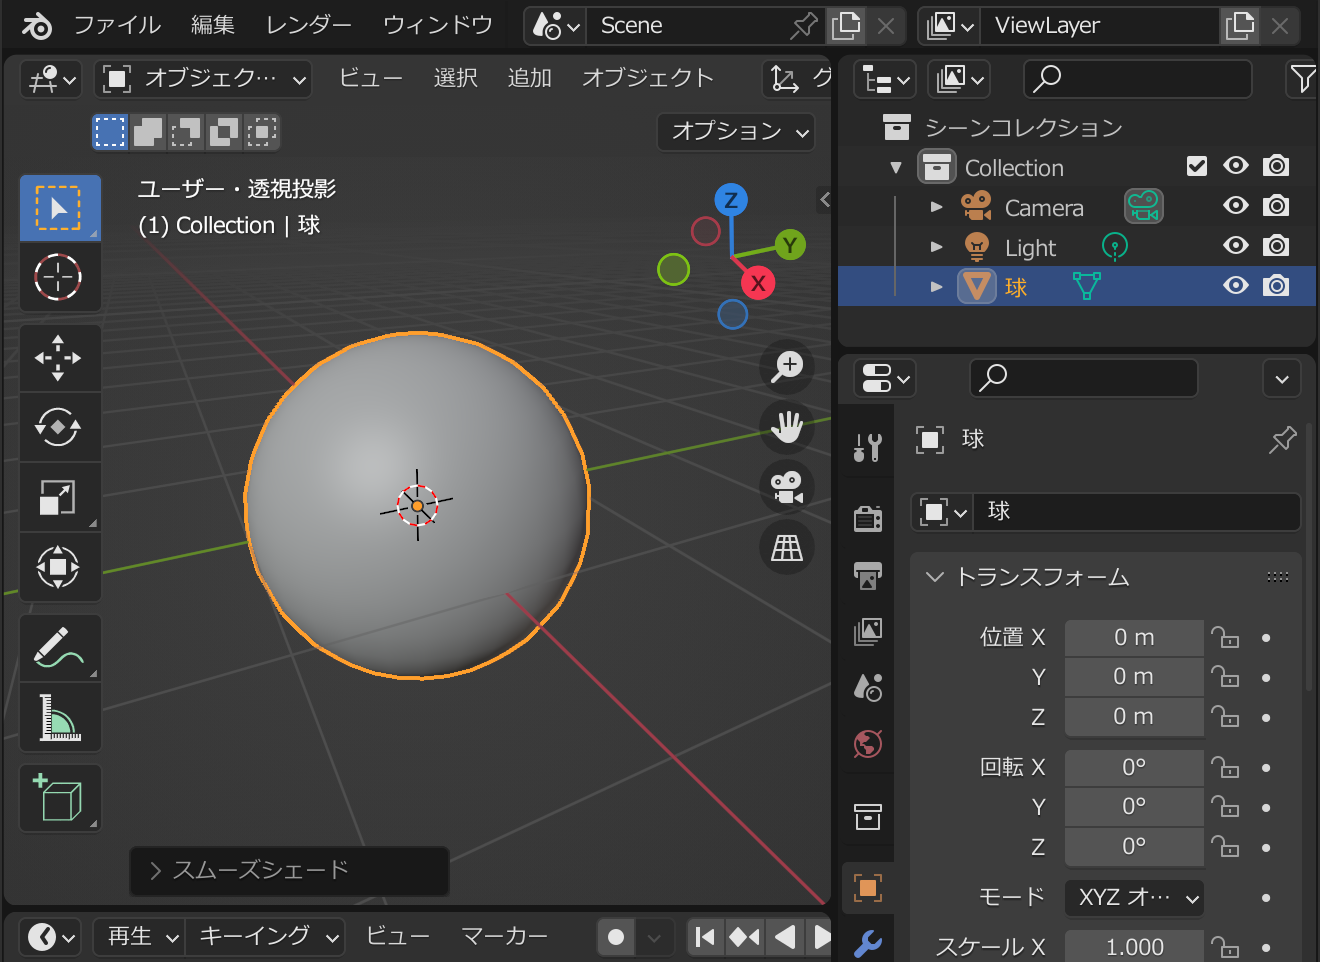 ファイル 編集 レンダー ウィンドウ Scene ViewLayer
オブジェク… ビュー 選択 追加 オブジェクト グ
オプション
ユーザー・透視投影
(1) Collection | 球
Z
Y
X
スムーズシェード
再生 キーイング ビュー マーカー
シーンコレクション
Collection
Camera
Light
球
球
球
トランスフォーム
位置 X 0 m
Y 0 m
Z 0 m
回転 X 0°
Y 0°
Z 0°
モード XYZ オ…
スケール X 1.000